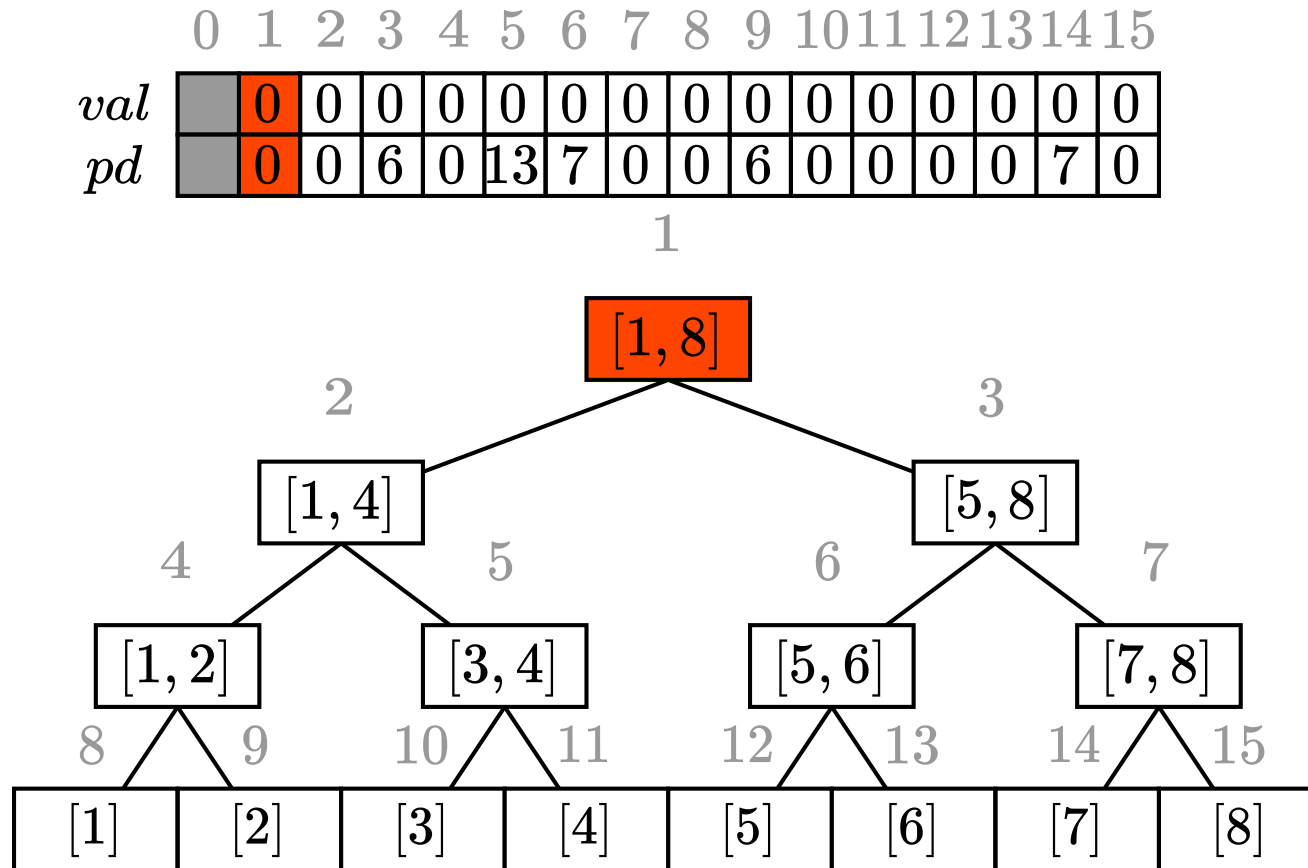 0 1 2 3 4 5 6 7 8 9 10 11 12 13 14 15
val 0 0 0 0 0 0 0 0 0 0 0 0 0 0 0
pd 0 0 6 0 13 7 0 0 6 0 0 0 0 7 0
1
[1, 8]
2 3
[1, 4] [5, 8]
4 5 6 7
[1, 2] [3, 4] [5, 6] [7, 8]
8 9 10 11 12 13 14 15
[1] [2] [3] [4] [5] [6] [7] [8]